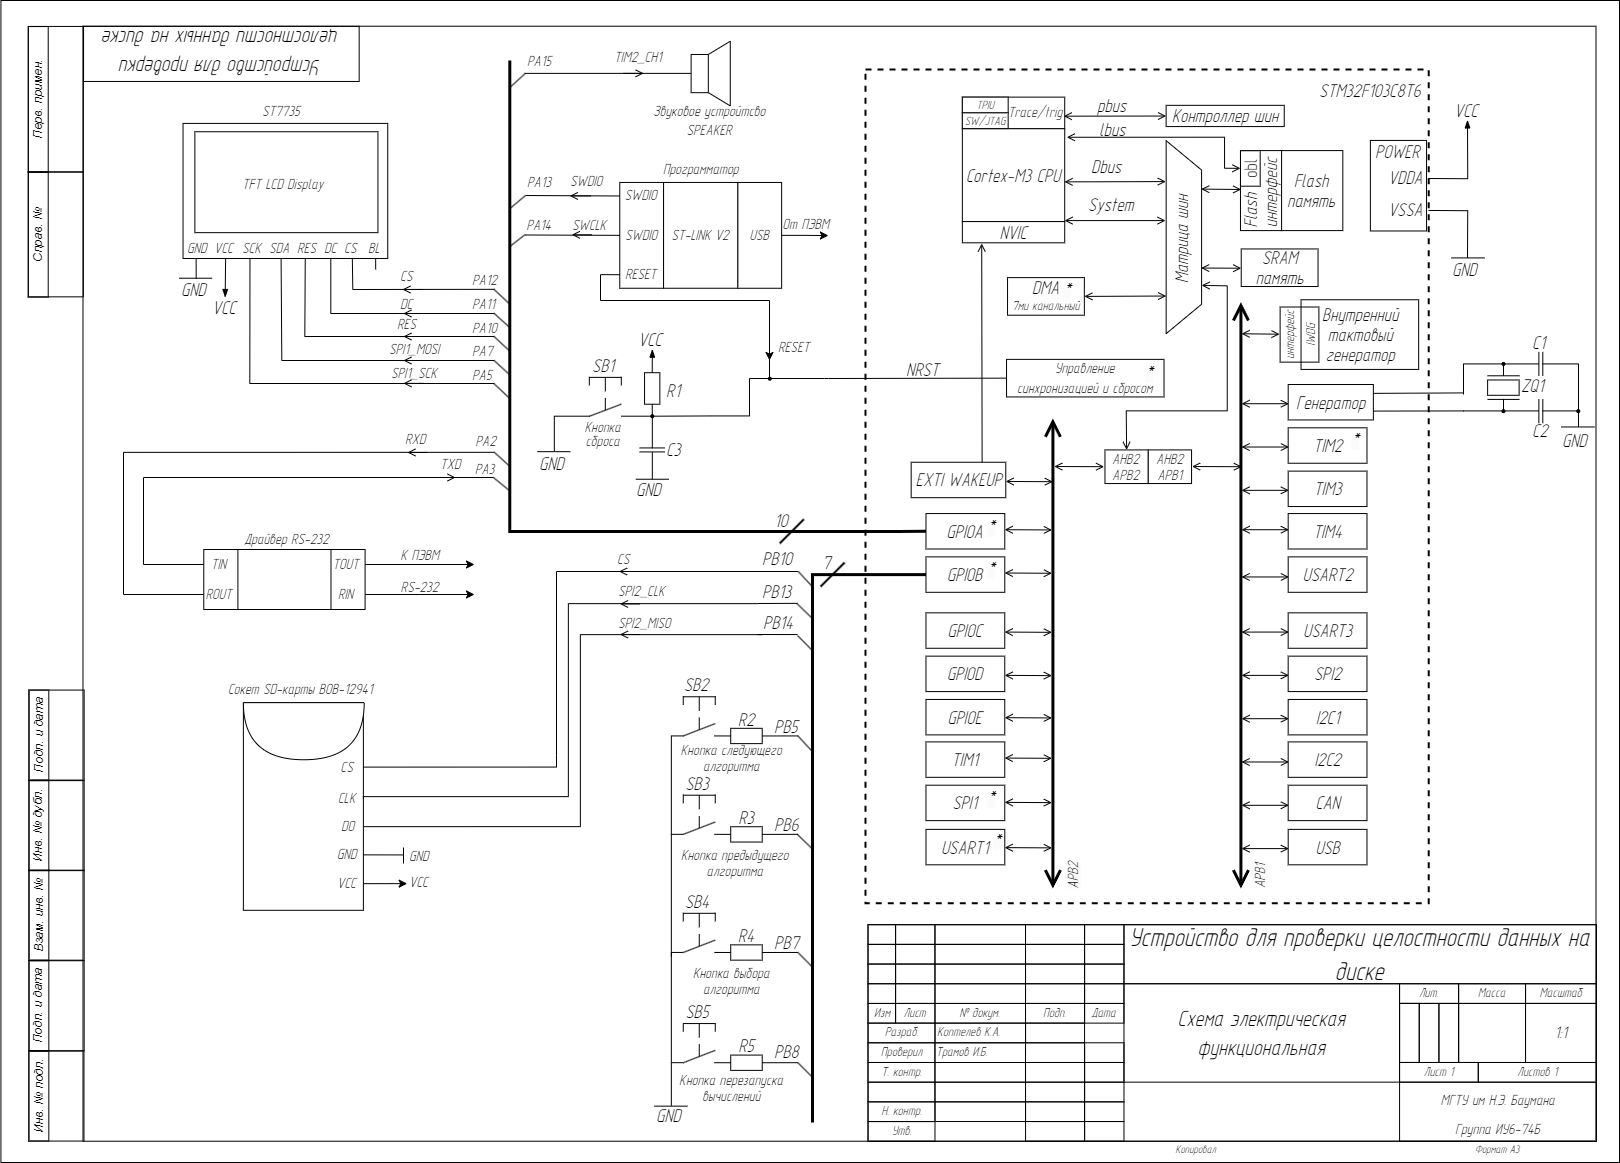 Устройство для проверки
целостности данных на диске
Перв. примен.
Справ. №
Подп. и дата
Инв. № дубл.
Взам. инв. №
Подп. и дата
Инв. № подп.
ST7735
TFT LCD Display
GND VCC SCK SDA RES DC CS BL
GND
VCC
CS
PA12
DC
PA11
RES
PA10
SPI1_MOSI
PA7
SPI1_SCK
PA5
RXD
PA2
TXD
PA3
PA15
TIM2_CH1
Звуковое устроитсво
SPEAKER
Программатор
PA13
SWDIO
SWDIO
PA14
SWCLK
SWDIO
ST-LINK V2
USB
От ПЭВМ
RESET
RESET
VCC
SB1
R1
Кнопка
сброса
C3
GND
GND
NRST
Драйвер RS-232
TIN
TOUT
К ПЭВМ
ROUT
RIN
RS-232
10
7
CS
PB10
SPI2_CLK
PB13
SPI2_MISO
PB14
Сокет SD-карты BOB-12941
CS
CLK
DO
GND
GND
VCC
VCC
SB2
R2
PB5
Кнопка следующего
алгоритма
SB3
R3
PB6
Кнопка предыдущего
алгоритма
SB4
R4
PB7
Кнопка выбора
алгоритма
SB5
R5
PB8
Кнопка перезапуска
вычислений
GND
STM32F103C8T6
TPIU
SW/JTAG
Trace/trig
Cortex-M3 CPU
NVIC
pbus
Контроллер шин
Ibus
Dbus
System
Матрица шин
Flash obl
интерфейс
Flash
память
SRAM
память
DMA *
7ми канальный
POWER
VDDA
VSSA
VCC
GND
интерфейс
IWDG
Внутренний
тактовый
генератор
Управление *
синхронизацией и сбросом
Генератор
C1
ZQ1
C2
GND
EXTI WAKEUP
AHB2
APB2
AHB2
APB1
GPIOA *
GPIOB *
GPIOC
GPIOD
GPIOE
TIM1
SPI1 *
USART1 *
APB2
TIM2 *
TIM3
TIM4
USART2
USART3
SPI2
I2C1
I2C2
CAN
USB
APB1
Устройство для проверки целостности данных на
диске
Изм Лист № докум. Подп. Дата
Разраб. Коптелев К.А.
Проверил Трамов И.Б.
Т. контр.
Н. контр.
Утв.
Схема электрическая
функциональная
Лит. Масса Масштаб
1:1
Лист 1 Листов 1
МГТУ им Н.Э. Баумана
Группа ИУ6-74Б
Копировал
Формат А3